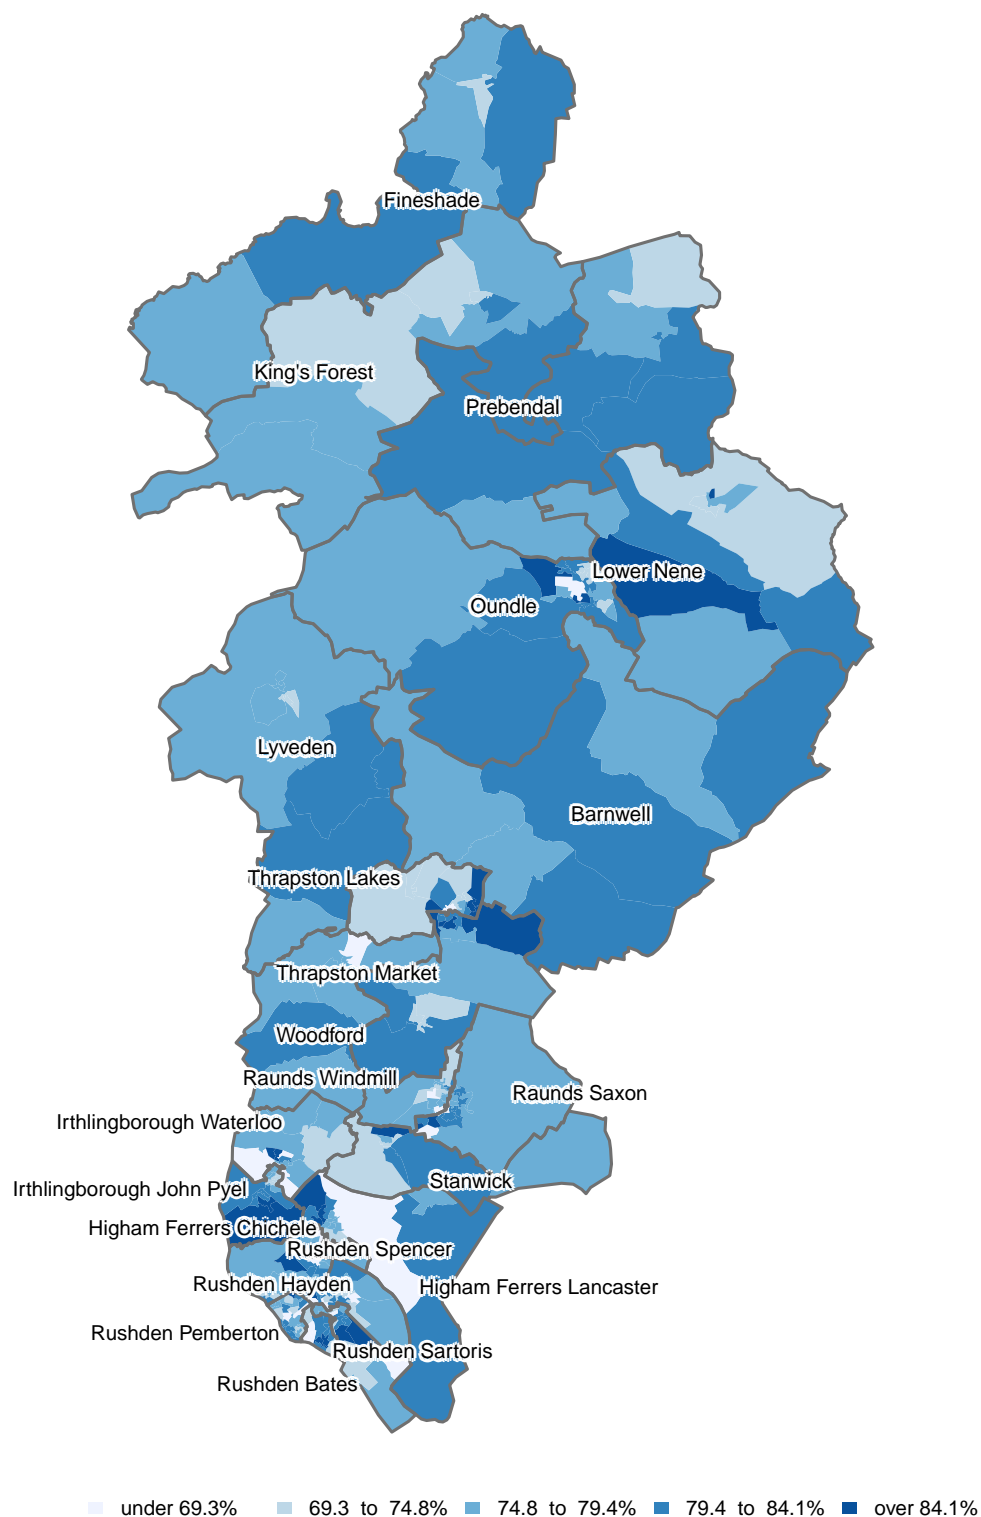 Fineshade
King's Forest
Prebendal
Lower Nene
Oundle
Lyveden
Barnwell
Thrapston Lakes
Thrapston Market
Woodford
Raunds Windmill
Raunds Saxon
Irthlingborough Waterloo
Stanwick
Irthlingborough John Pyel
Higham Ferrers Chichele
Rushden Spencer
Rushden Hayden
Higham Ferrers Lancaster
Rushden Pemberton
Rushden Sartoris
Rushden Bates
under 69.3% 69.3 to 74.8% 74.8 to 79.4% 79.4 to 84.1% over 84.1%